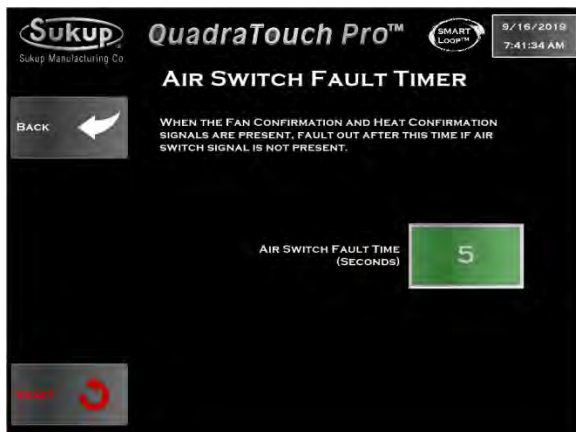 Sukup
Sukup Manufacturing Co
QuadraTouch Pro™
SMART
LOOP™
9/16/2019
7:41:34 AM
AIR SWITCH FAULT TIMER
BACK
WHEN THE FAN CONFIRMATION AND HEAT CONFIRMATION
SIGNALS ARE PRESENT, FAULT OUT AFTER THIS TIME IF AIR
SWITCH SIGNAL IS NOT PRESENT.
AIR SWITCH FAULT TIME
(SECONDS)
5
RESET